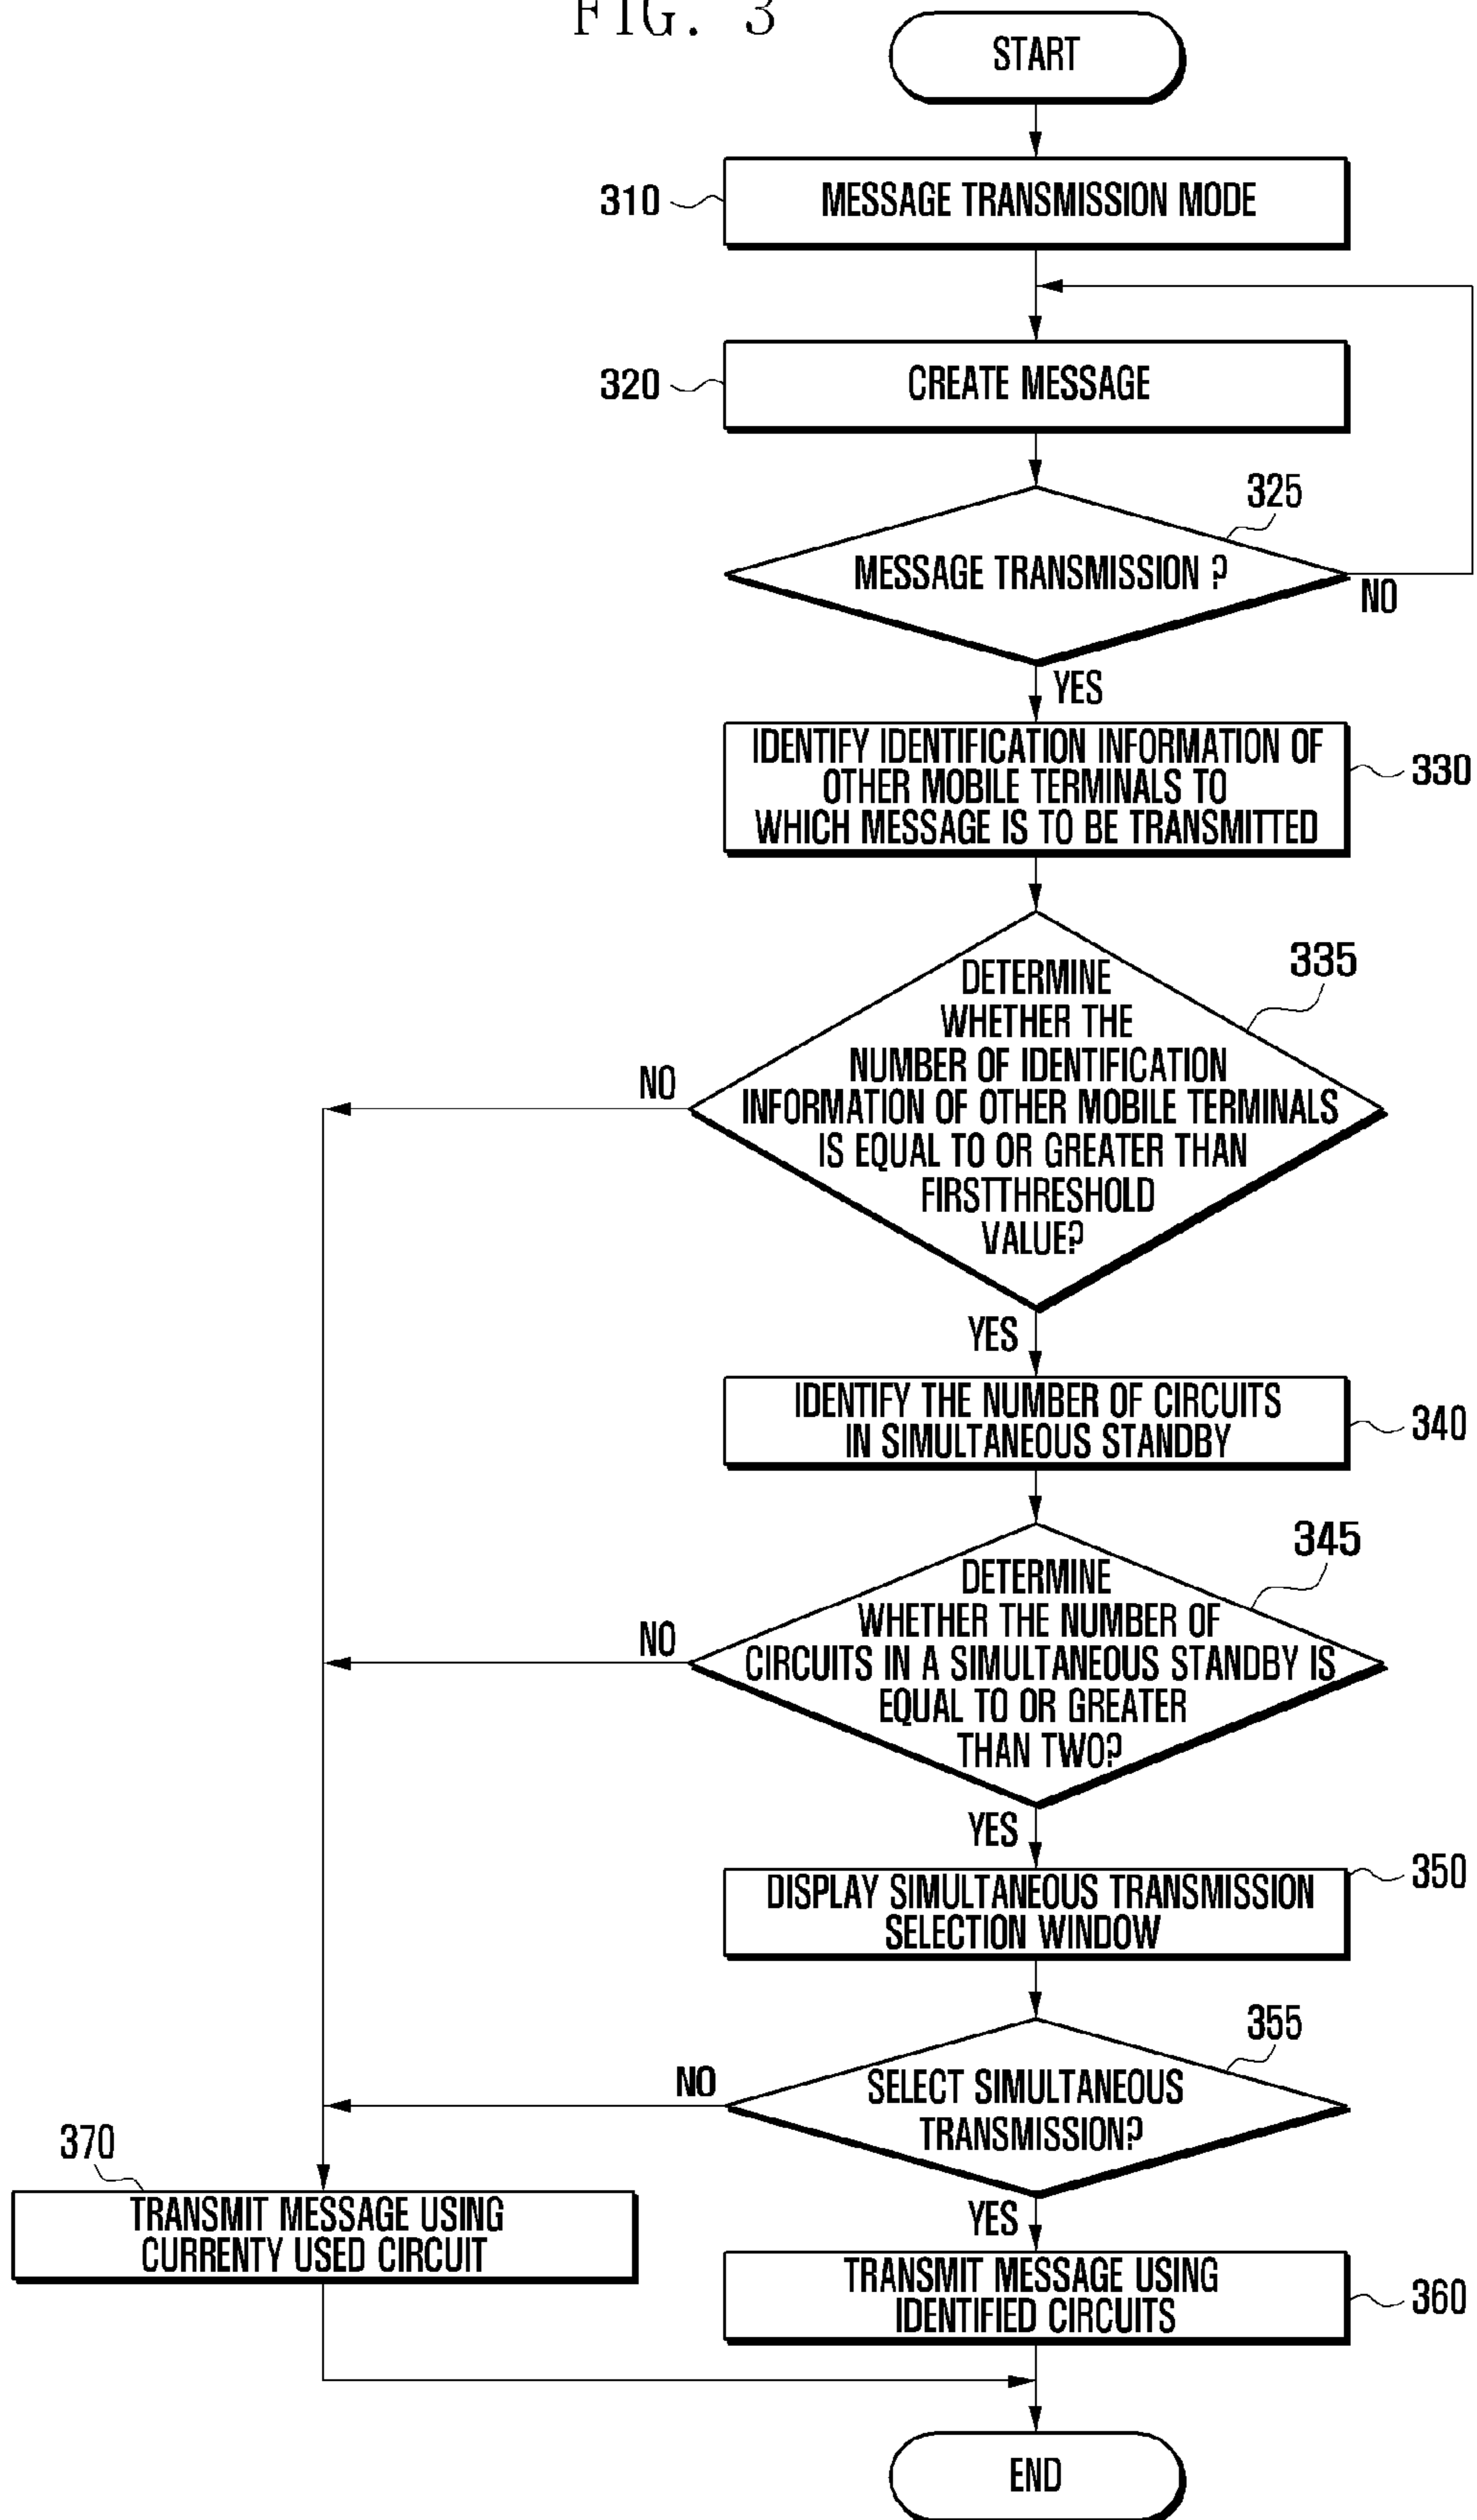 FIG. 3
START
310
MESSAGE TRANSMISSION MODE
320
CREATE MESSAGE
325
MESSAGE TRANSMISSION ?
NO
YES
IDENTIFY IDENTIFICATION INFORMATION OF
OTHER MOBILE TERMINALS TO
WHICH MESSAGE IS TO BE TRANSMITTED
330
335
DETERMINE
WHETHER THE
NUMBER OF IDENTIFICATION
INFORMATION OF OTHER MOBILE TERMINALS
IS EQUAL TO OR GREATER THAN
FIRSTTHRESHOLD
VALUE?
NO
YES
IDENTIFY THE NUMBER OF CIRCUITS
IN SIMULTANEOUS STANDBY
340
345
DETERMINE
WHETHER THE NUMBER OF
CIRCUITS IN A SIMULTANEOUS STANDBY IS
EQUAL TO OR GREATER
THAN TWO?
NO
YES
DISPLAY SIMULTANEOUS TRANSMISSION
SELECTION WINDOW
350
355
SELECT SIMULTANEOUS
TRANSMISSION?
NO
YES
370
TRANSMIT MESSAGE USING
CURRENTY USED CIRCUIT
TRANSMIT MESSAGE USING
IDENTIFIED CIRCUITS
360
END